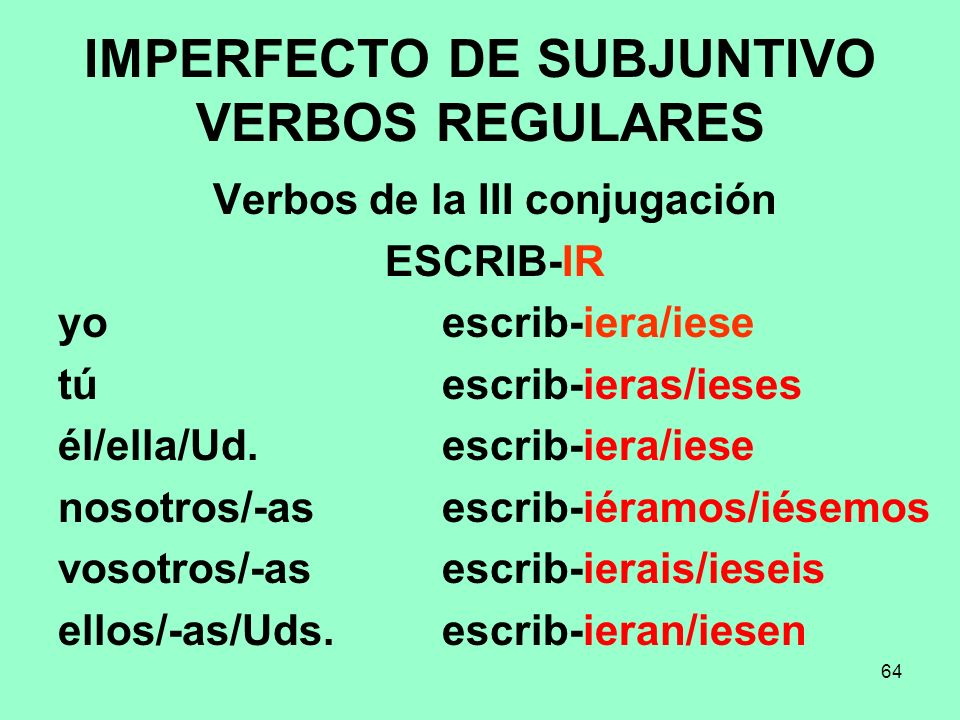 IMPERFECTO DE SUBJUNTIVO
VERBOS REGULARES
Verbos de la III conjugación
ESCRIB-IR
yo escrib-iera/iese
tú escrib-ieras/ieses
él/ella/Ud. escrib-iera/iese
nosotros/-as escrib-iéramos/iésemos
vosotros/-as escrib-ierais/ieseis
ellos/-as/Uds. escrib-ieran/iesen
64